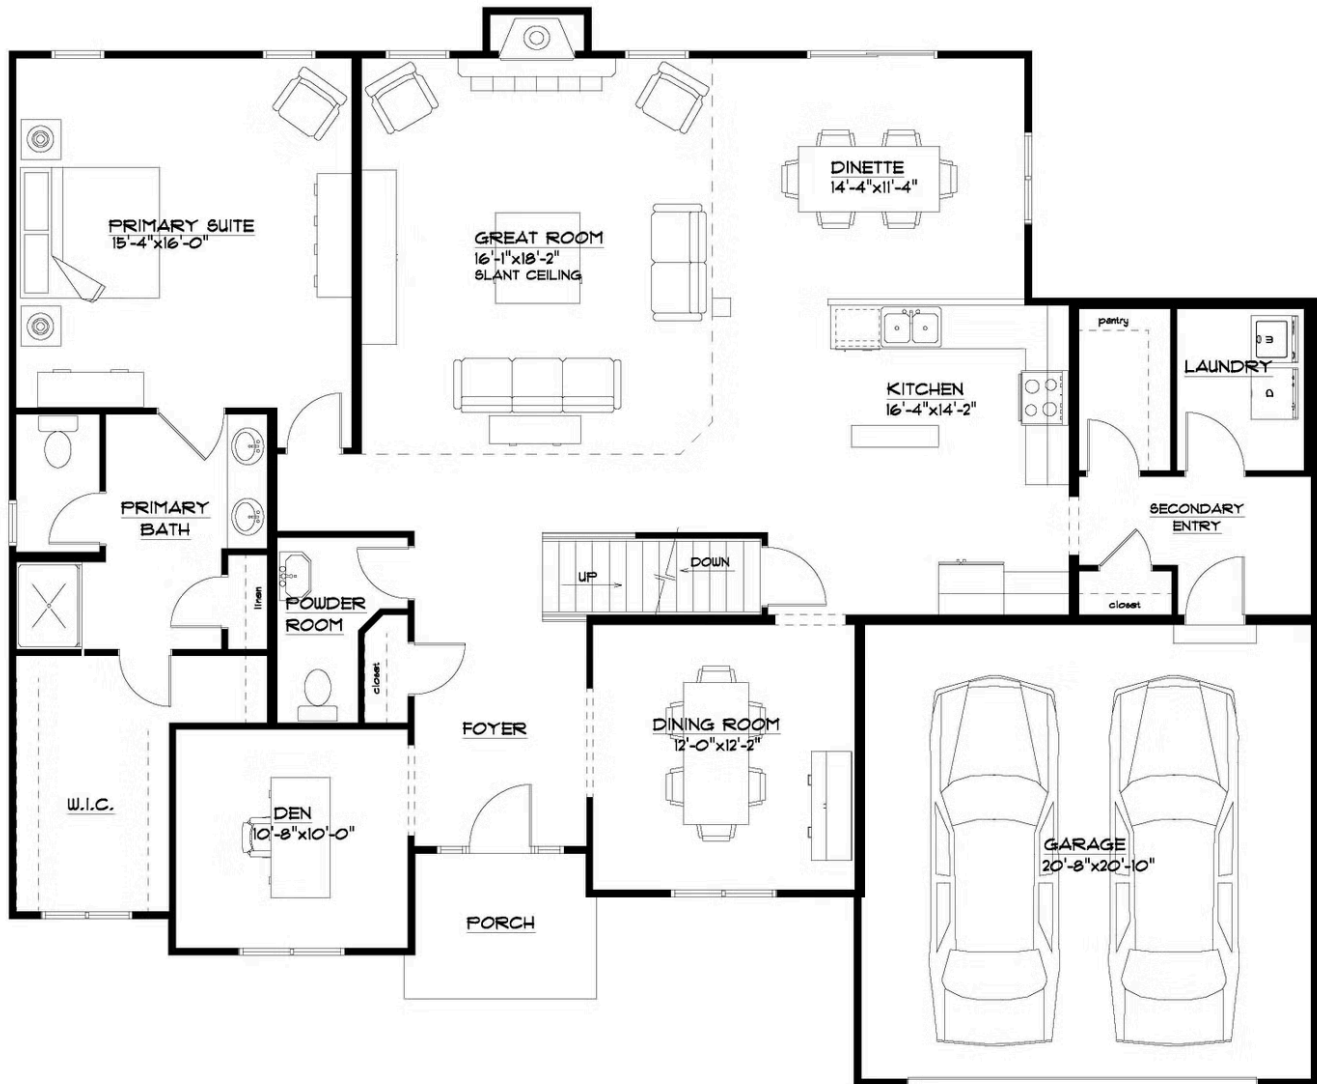 PRIMARY SUITE
15'-4"x16'-0"
GREAT ROOM
16'-1"x18'-2"
SLANT CEILING
DINETTE
14'-4"x11'-4"
KITCHEN
16'-4"x14'-2"
pantry
LAUNDRY
W
D
PRIMARY
BATH
SECONDARY
ENTRY
UP
DOWN
linen
POWDER
ROOM
closet
closet
FOYER
DINING ROOM
12'-0"x12'-2"
W.I.C.
DEN
10'-8"x10'-0"
GARAGE
20'-8"x20'-10"
PORCH